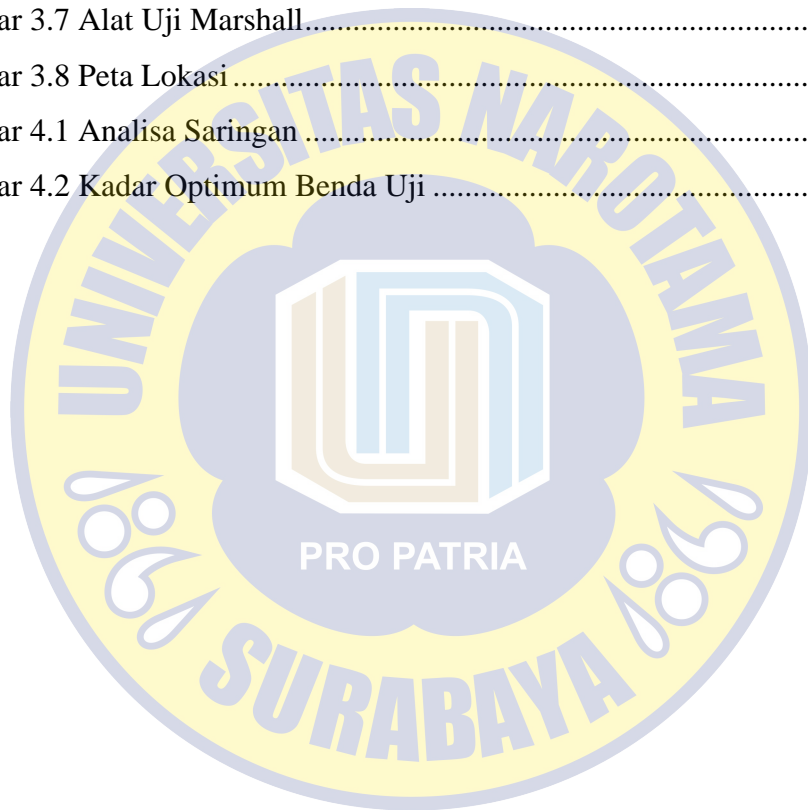 ar 3.7 Alat Uji Marshall........................................................................
ar 3.8 Peta Lokasi...................................................................................
ar 4.1 Analisa Saringan.........................................................................
ar 4.2 Kadar Optimum Benda Uji.......................................................
UNIVERSITAS NAROTAMA
PRO PATRIA
SURABAYA